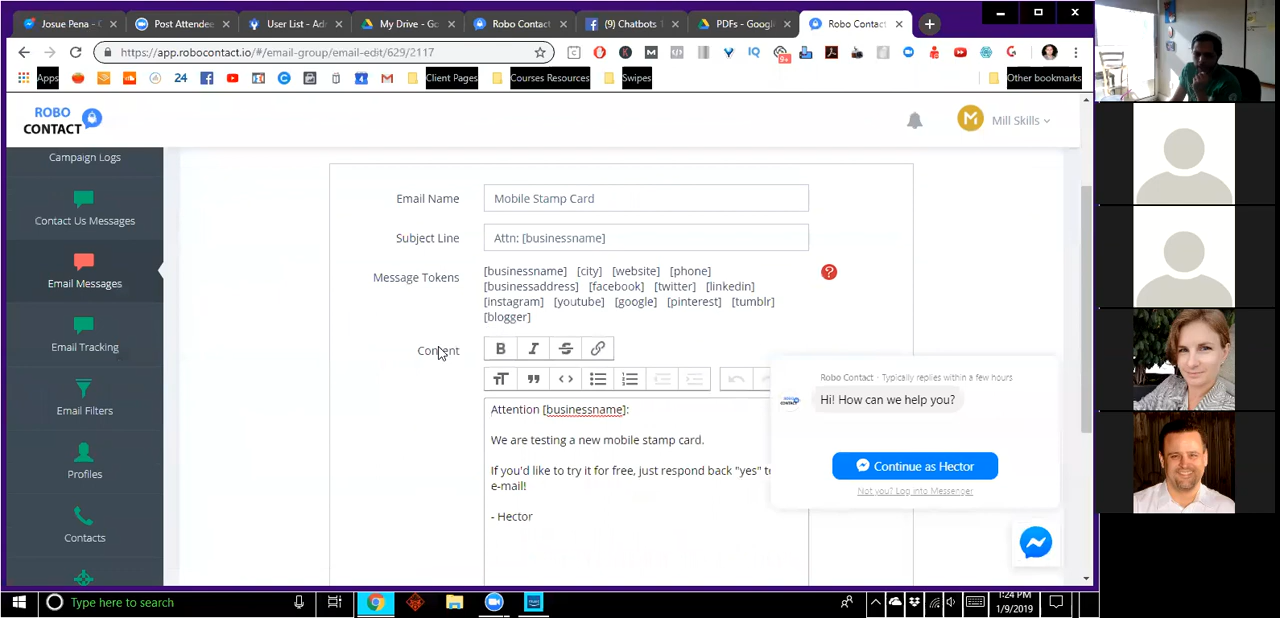 Josue Pena - C
Post Attendee
User List - Adm
My Drive - Go
Robo Contact
(9) Chatbots 1
PDFs - Google
Robo Contact
https://app.robocontact.io/#/email-group/email-edit/629/2117
Apps
24
Client Pages
Courses Resources
Swipes
Other bookmarks
ROBO
CONTACT
M
Mill Skills
Campaign Logs
Contact Us Messages
Email Messages
Email Tracking
Email Filters
Profiles
Contacts
Email Name
Mobile Stamp Card
Subject Line
Attn: [businessname]
Message Tokens
[businessname] [city] [website] [phone]
[businessaddress] [facebook] [twitter] [linkedin]
[instagram] [youtube] [google] [pinterest] [tumblr]
[blogger]
Content
Attention [businessname]:
We are testing a new mobile stamp card.
If you'd like to try it for free, just respond back "yes" to
e-mail!
- Hector
Robo Contact · Typically replies within a few hours
Hi! How can we help you?
Continue as Hector
Not you? Log into Messenger
Type here to search
1:24 PM
1/9/2019